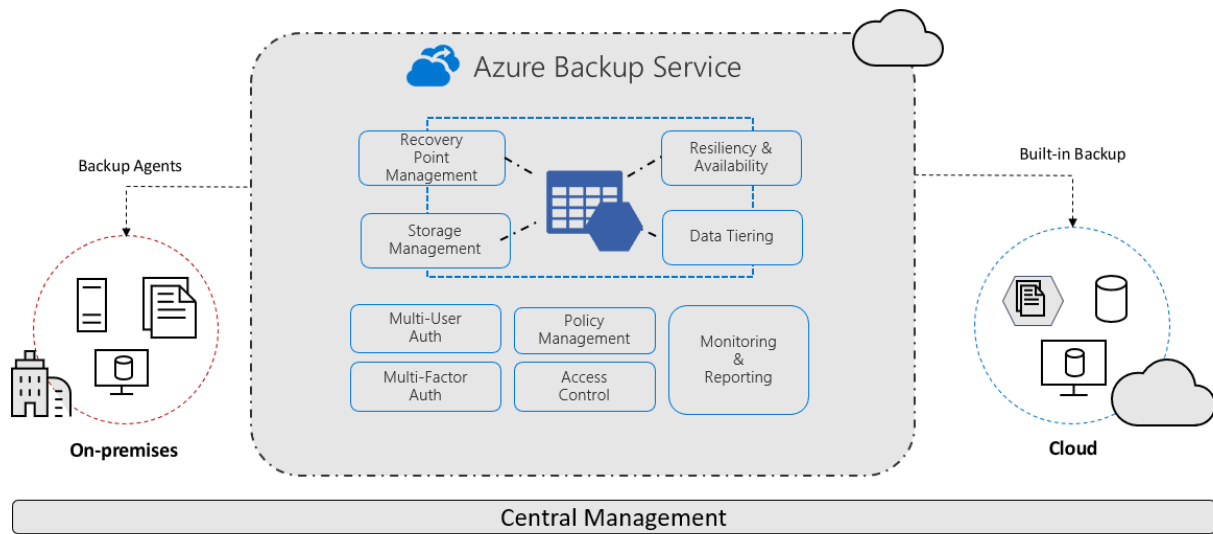 Azure Backup Service
Recovery
Point
Management
Resiliency &
Availability
Storage
Management
Data Tiering
Multi-User
Auth
Policy
Management
Monitoring
&
Reporting
Multi-Factor
Auth
Access
Control
Backup Agents
On-premises
Built-in Backup
Cloud
Central Management